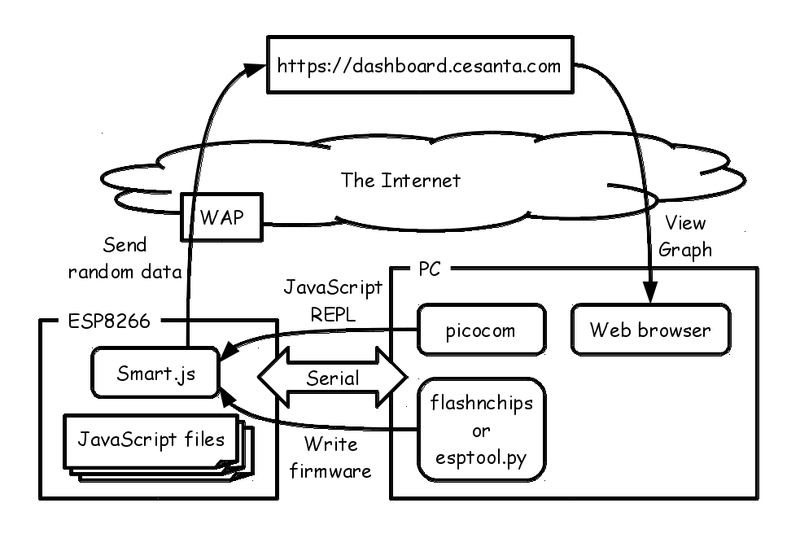 https://dashboard.cesanta.com
The Internet
WAP
Send
random data
View
Graph
PC
JavaScript
REPL
ESP8266
picocom
Web browser
Smart.js
Serial
flashnchips
or
esptool.py
JavaScript files
Write
firmware